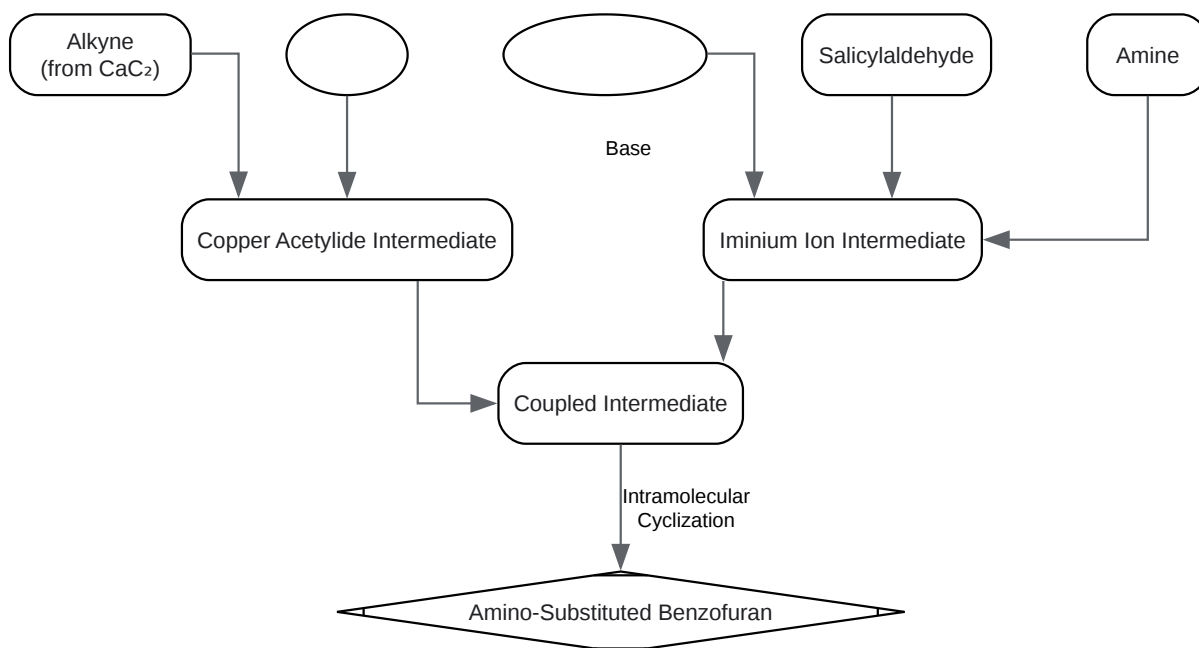 Alkyne
(from CaC₂)
Salicylaldehyde
Amine
Base
Copper Acetylide Intermediate
Iminium Ion Intermediate
Coupled Intermediate
Intramolecular
Cyclization
Amino-Substituted Benzofuran